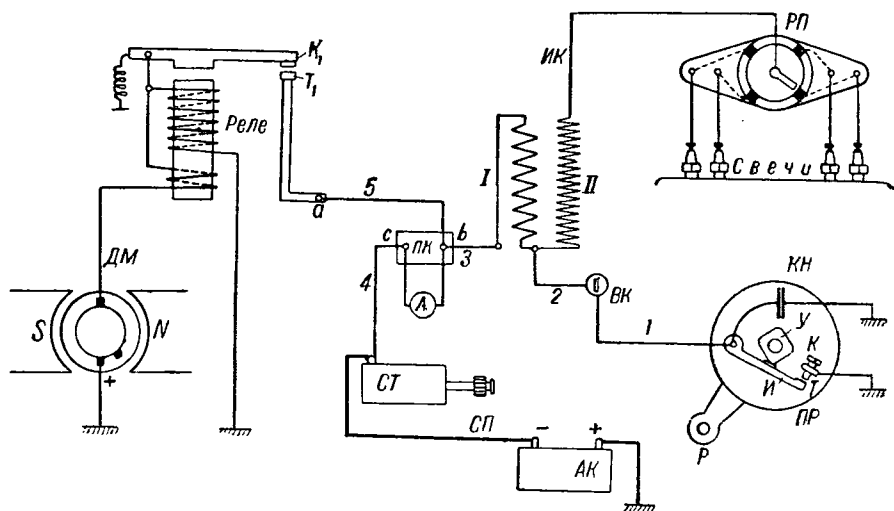 РП
К₁
ИК
Т₁
Реле
Свечи
I
II
5
а
с
ПК
b
3
ДМ
4
А
2
ВК
КН
S
N
1
У
К
+
СТ
И
Т
ПР
СП
Р
-
+
АК